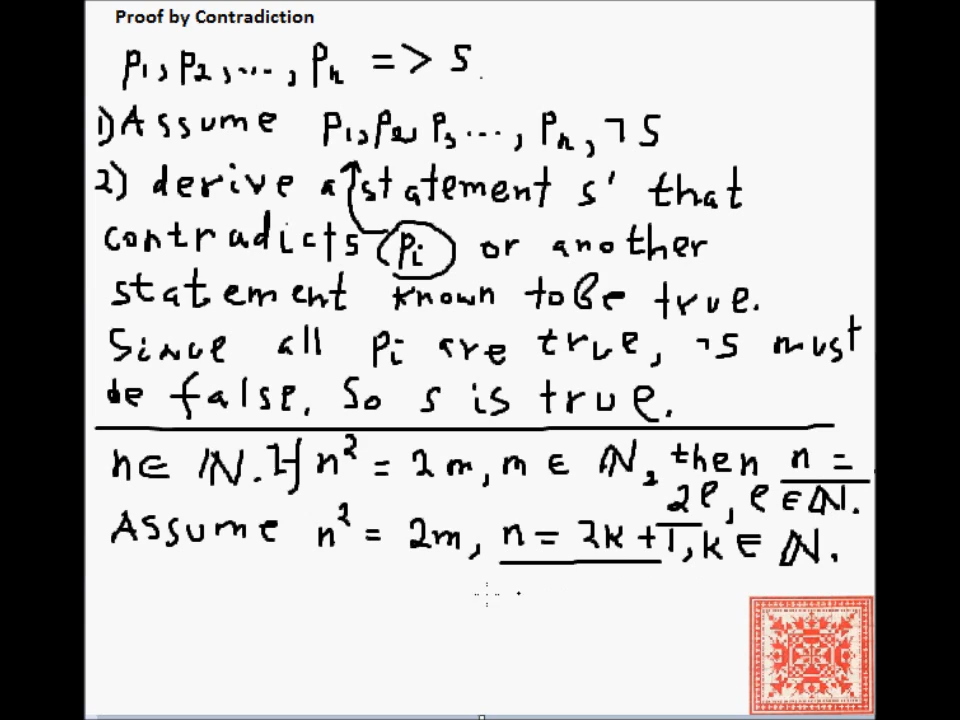 Proof by Contradiction
p₁, p₂, ..., pₙ => S.
1) Assume p₁, p₂, p₃ ..., pₙ, ¬S
2) derive a statement s' that
contradicts pᵢ or another
statement known to be true.
Since all pᵢ are true, ¬S must
be false. So s is true.
n ∈ ℕ. If n² = 2m, m ∈ ℕ, then n =
2ℓ, ℓ ∈ ℕ.
Assume n² = 2m, n = 2k + 1, k ∈ ℕ.